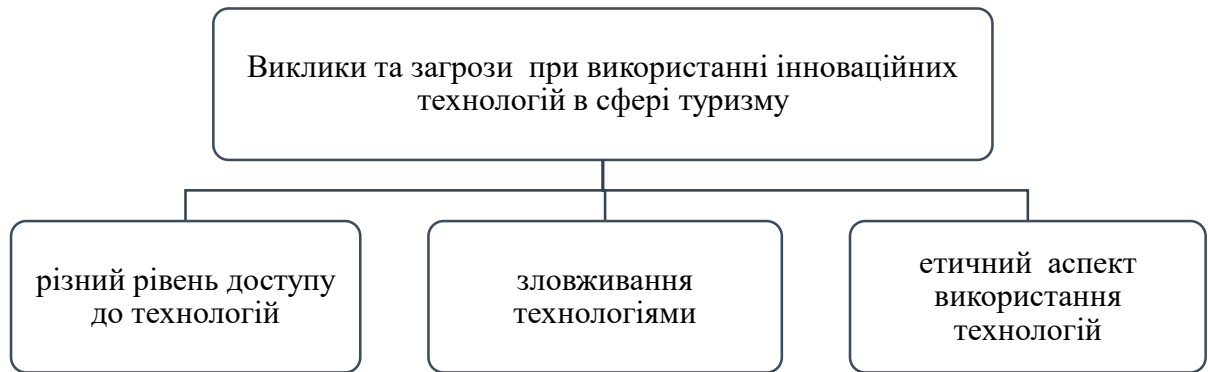 Виклики та загрози при використанні інноваційних
технологій в сфері туризму
різний рівень доступу
до технологій
зловживання
технологіями
етичний аспект
використання
технологій